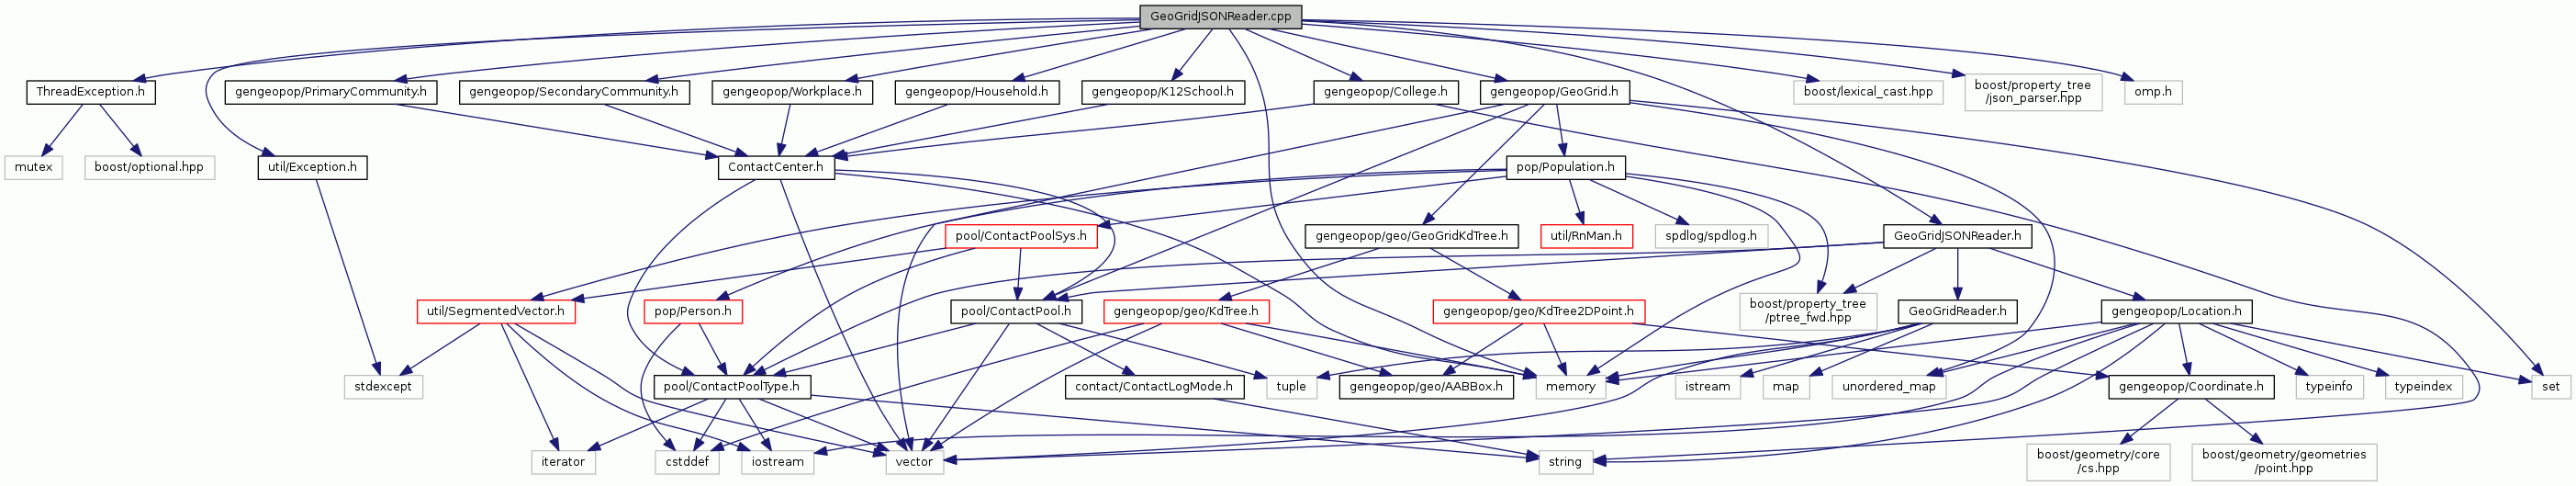 GeoGridJSONReader.cpp
ThreadException.h
gengeopop/PrimaryCommunity.h
gengeopop/SecondaryCommunity.h
gengeopop/Workplace.h
gengeopop/Household.h
gengeopop/K12School.h
gengeopop/College.h
gengeopop/GeoGrid.h
boost/lexical_cast.hpp
boost/property_tree
/json_parser.hpp
omp.h
mutex
boost/optional.hpp
util/Exception.h
ContactCenter.h
pop/Population.h
pool/ContactPoolSys.h
gengeopop/geo/GeoGridKdTree.h
util/RnMan.h
spdlog/spdlog.h
GeoGridJSONReader.h
util/SegmentedVector.h
pop/Person.h
pool/ContactPool.h
gengeopop/geo/KdTree.h
gengeopop/geo/KdTree2DPoint.h
boost/property_tree
/ptree_fwd.hpp
GeoGridReader.h
gengeopop/Location.h
stdexcept
pool/ContactPoolType.h
contact/ContactLogMode.h
tuple
gengeopop/geo/AABBox.h
memory
istream
map
unordered_map
gengeopop/Coordinate.h
typeinfo
typeindex
set
iterator
cstddef
iostream
vector
string
boost/geometry/core
/cs.hpp
boost/geometry/geometries
/point.hpp